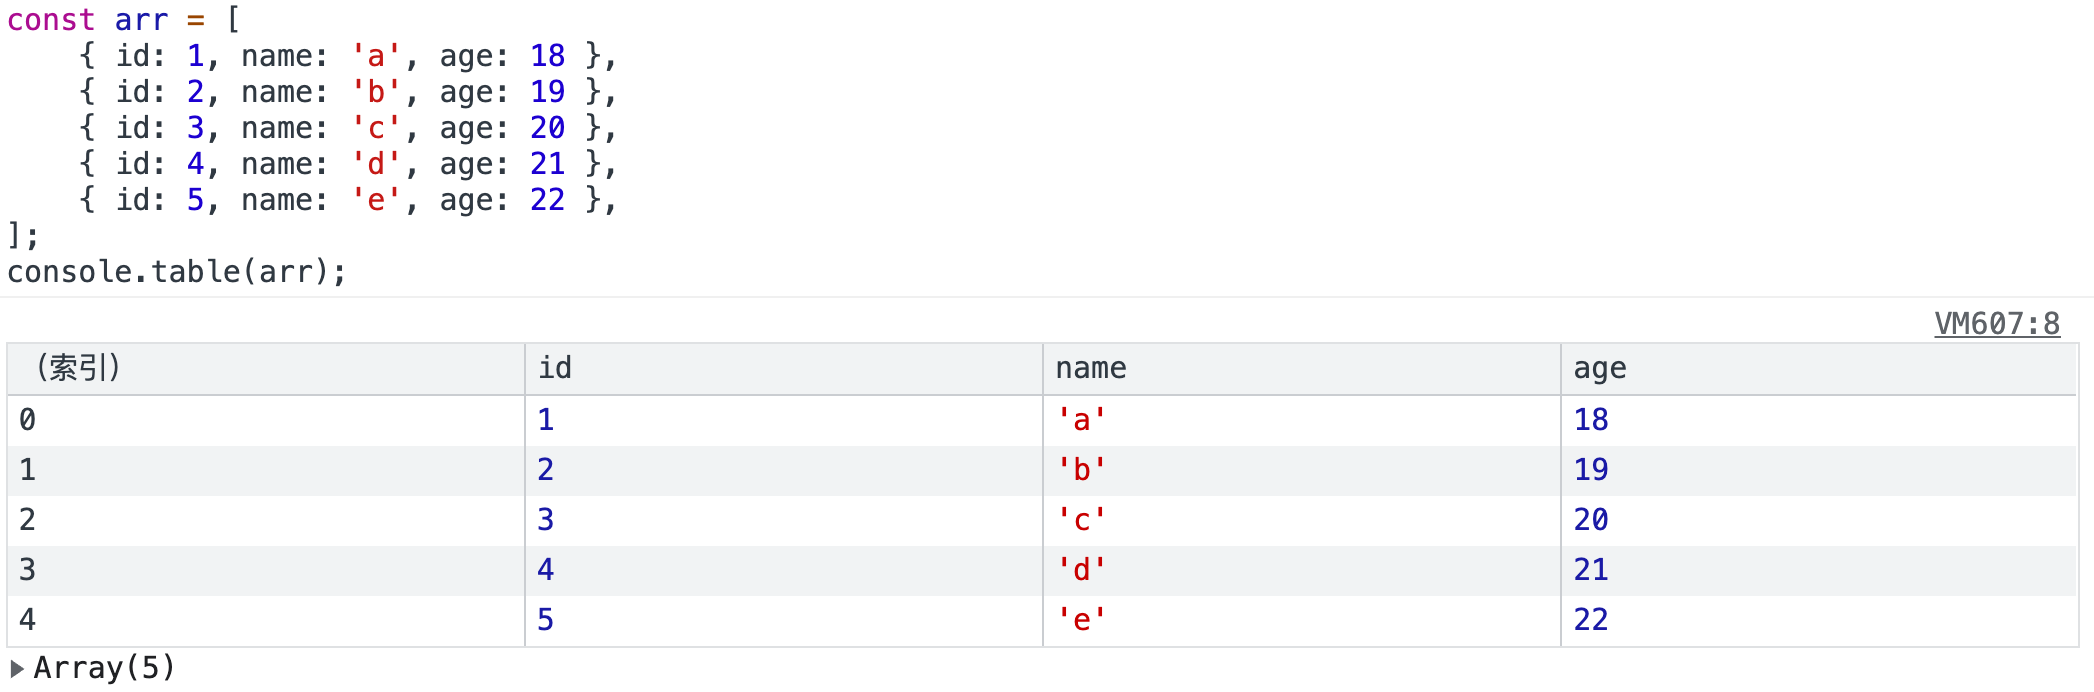 const arr = [
    { id: 1, name: 'a', age: 18 },
    { id: 2, name: 'b', age: 19 },
    { id: 3, name: 'c', age: 20 },
    { id: 4, name: 'd', age: 21 },
    { id: 5, name: 'e', age: 22 },
];
console.table(arr);
VM607:8
(索引) id name age
0 1 'a' 18
1 2 'b' 19
2 3 'c' 20
3 4 'd' 21
4 5 'e' 22
Array(5)